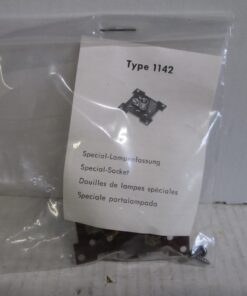 Type 1142
Special-Lampenfassung
Special-Socket
Douilles de lampes spéciales
Speciale portalampada